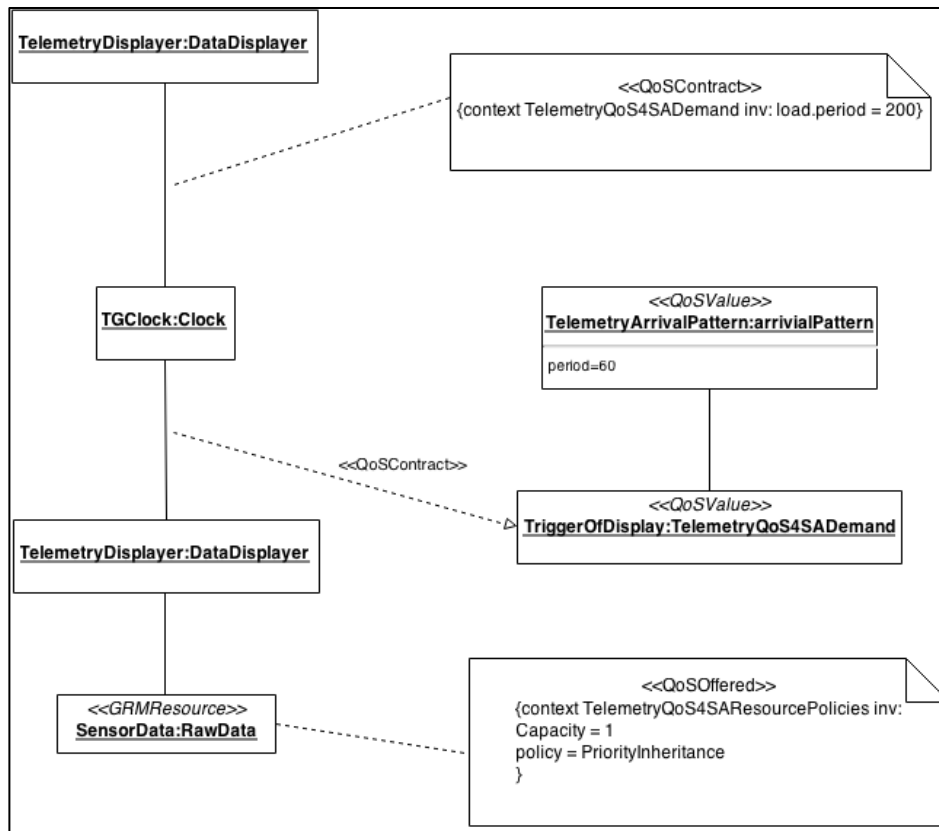 TelemetryDisplayer:DataDisplayer
<<QoSContract>>
{context TelemetryQoS4SADemand inv: load.period = 200}
TGClock:Clock
<<QoSValue>>
TelemetryArrivalPattern:arrivialPattern
period=60
<<QoSContract>>
<<QoSValue>>
TriggerOfDisplay:TelemetryQoS4SADemand
TelemetryDisplayer:DataDisplayer
<<GRMResource>>
SensorData:RawData
<<QoSOffered>>
{context TelemetryQoS4SAResourcePolicies inv:
Capacity = 1
policy = PriorityInheritance
}